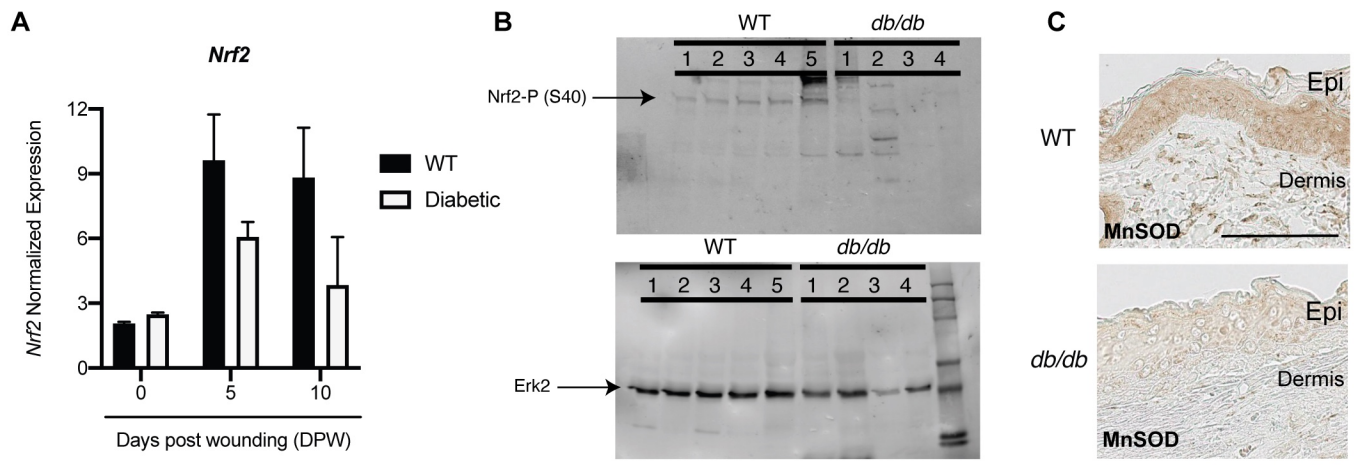 A
Nrf2
Nrf2 Normalized Expression
12
9
6
3
0
0 5 10
Days post wounding (DPW)
WT
Diabetic
B
WT db/db
1 2 3 4 5 1 2 3 4
Nrf2-P (S40)
WT db/db
1 2 3 4 5 1 2 3 4
Erk2
C
WT
Epi
Dermis
MnSOD
db/db
Epi
Dermis
MnSOD